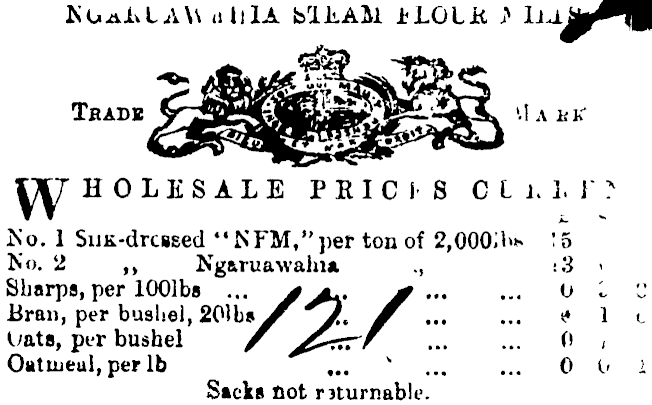 NGARUAWAHIA STEAM FLOUR MILLS
TRADE MARK
WHOLESALE PRICES CURRENT
No. 1 Silk-dressed "NFM," per ton of 2,000lbs
No. 2 ,, Ngaruawahia ,,
Sharps, per 100lbs ... ... ... ... 0
Bran, per bushel, 20lbs ... ... ... 1
Oats, per bushel ... ... ... 0
Oatmeal, per lb ... ... ... 0 0
Sacks not returnable.
121